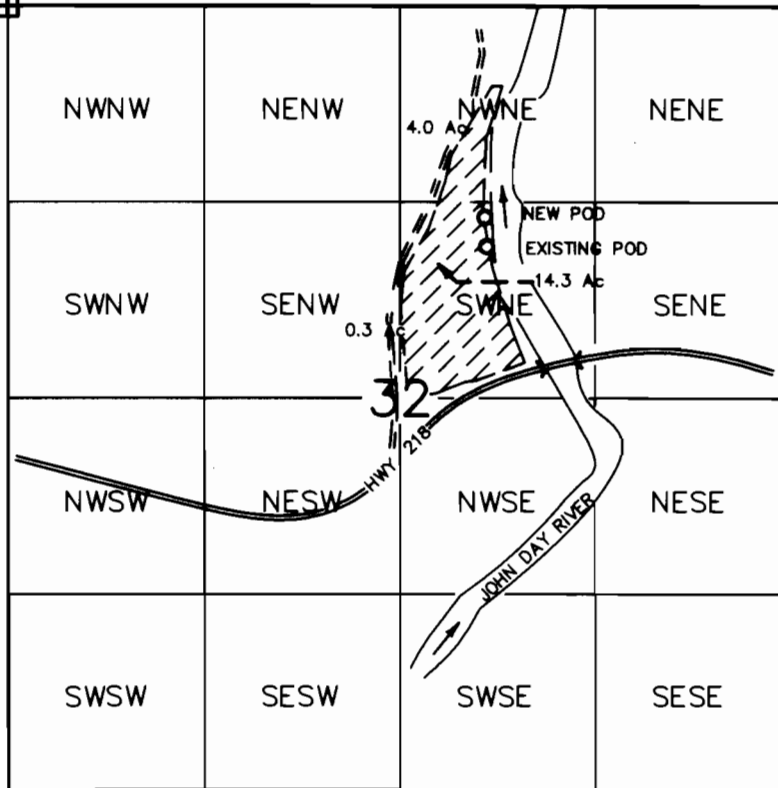 NWNW
NENW
NWNE
NENE
4.0 Ac
NEW POD
EXISTING POD
14.3 Ac
SWNW
SENW
SWNE
SENE
0.3 c
32
HWY 218
NWSW
NESW
NWSE
NESE
JOHN DAY RIVER
SWSW
SESW
SWSE
SESE